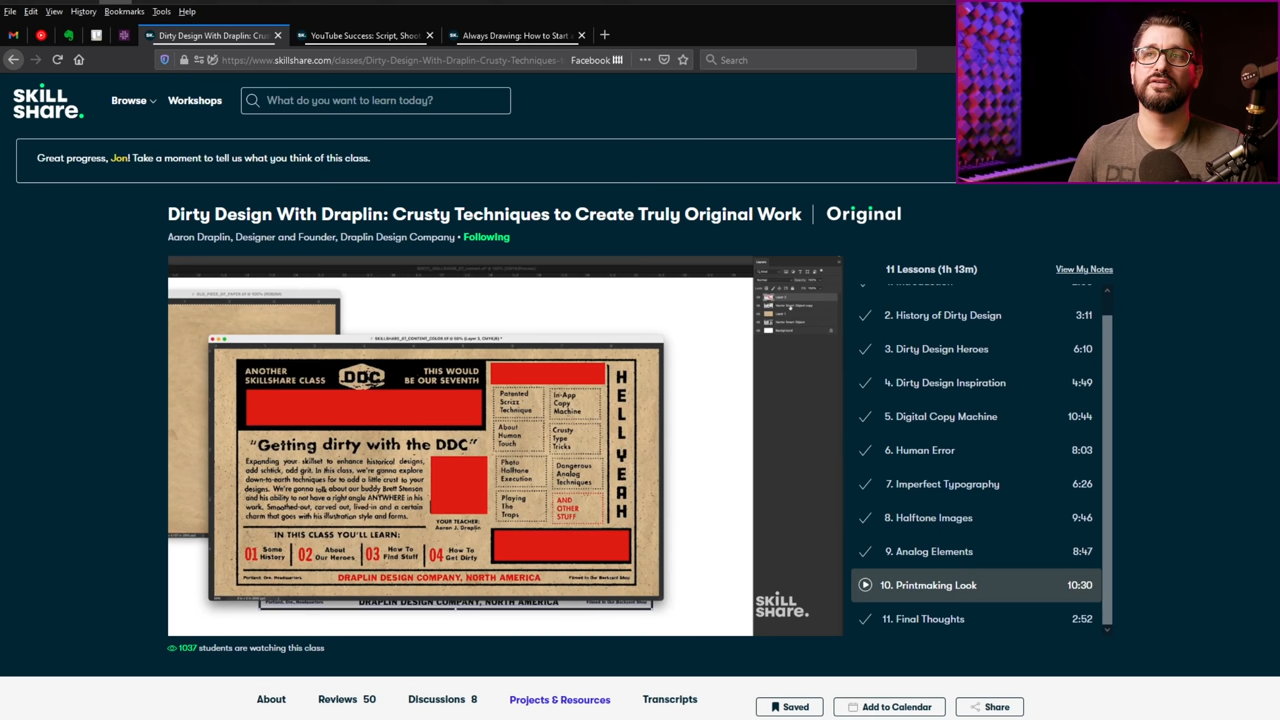 File Edit View History Bookmarks Tools Help
Dirty Design With Draplin: Crus
YouTube Success: Script, Shoot
Always Drawing: How to Start
https://www.skillshare.com/classes/Dirty-Design-With-Draplin-Crusty-Techniques-
Facebook
Search
SKILL
SHARE.
Browse
Workshops
What do you want to learn today?
Great progress, Jon! Take a moment to tell us what you think of this class.
Dirty Design With Draplin: Crusty Techniques to Create Truly Original Work
Original
Aaron Draplin, Designer and Founder, Draplin Design Company • Following
ANOTHER
SKILLSHARE CLASS
DDC
THIS WOULD
BE OUR SEVENTH
"Getting dirty with the DDC"
Expanding your skillset to enhance historical designs,
add schtick, add grit. In this class, we're gonna explore
down-to-earth techniques for to add a little crust to your
designs. We're gonna talk about our buddy Brett Stenson
and his ability to not have a right angle ANYWHERE in his
work. Smoothed-out, carved out, lived-in and a certain
charm that goes with his illustration style and forms.
YOUR TEACHER:
Aaron J. Draplin
IN THIS CLASS YOU'LL LEARN:
01 Some
History
02 About
Our Heroes
03 How To
Find Stuff
04 How To
Get Dirty
Portland, Ore. Headquarters
DRAPLIN DESIGN COMPANY, NORTH AMERICA
Filmed in Our Backyard Shop
Patented
Scrizz
Technique
In-App
Copy
Machine
About
Human
Touch
Crusty
Type
Tricks
Photo
Halftone
Execution
Dangerous
Analog
Techniques
Playing
The
Traps
AND
OTHER
STUFF
HELLYEAH
DRAPLIN DESIGN COMPANY, NORTH AMERICA
SKILL
SHARE.
11 Lessons (1h 13m)
View My Notes
2. History of Dirty Design 3:11
3. Dirty Design Heroes 6:10
4. Dirty Design Inspiration 4:49
5. Digital Copy Machine 10:44
6. Human Error 8:03
7. Imperfect Typography 6:26
8. Halftone Images 9:46
9. Analog Elements 8:47
10. Printmaking Look 10:30
11. Final Thoughts 2:52
1037 students are watching this class
About
Reviews 50
Discussions 8
Projects & Resources
Transcripts
Saved
Add to Calendar
Share